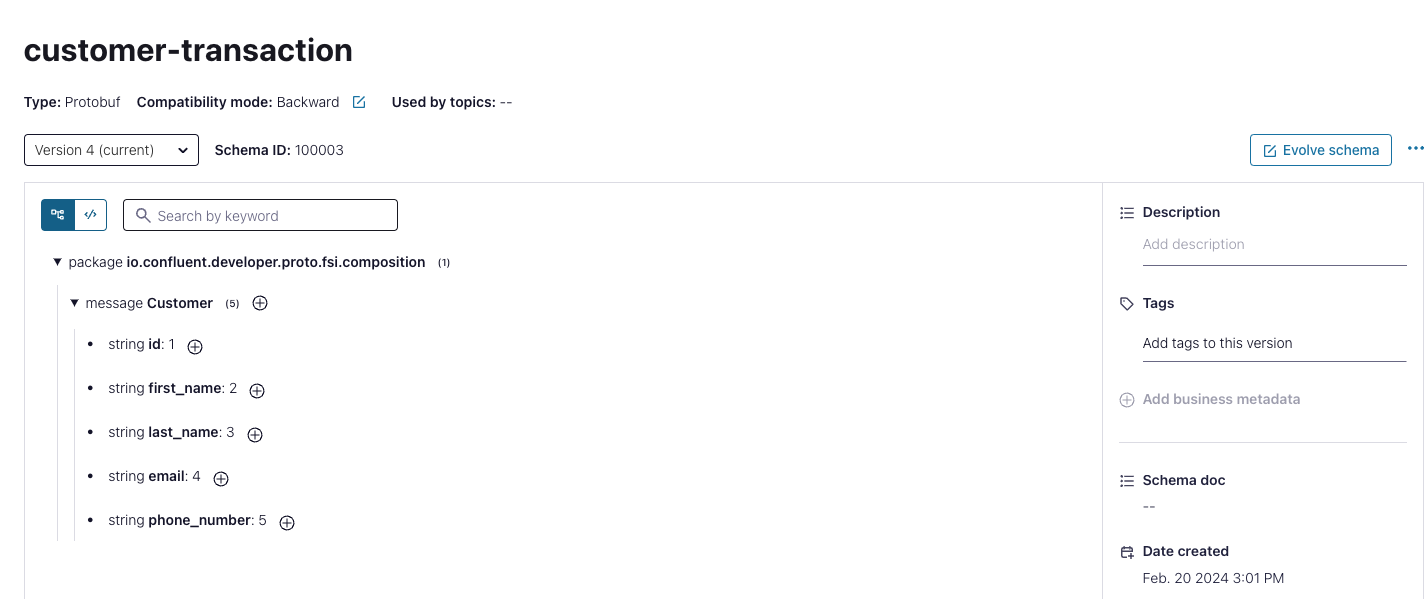 customer-transaction
Type: Protobuf Compatibility mode: Backward Used by topics: --
Version 4 (current) Schema ID: 100003 Evolve schema
Search by keyword
package io.confluent.developer.proto.fsi.composition (1)
message Customer (5)
string id: 1
string first_name: 2
string last_name: 3
string email: 4
string phone_number: 5
Description
Add description
Tags
Add tags to this version
Add business metadata
Schema doc
--
Date created
Feb. 20 2024 3:01 PM